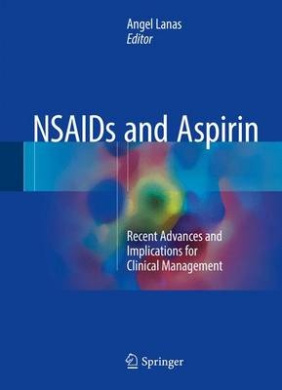 Angel Lanas
Editor
NSAIDs and Aspirin
Recent Advances and
Implications for
Clinical Management
Springer